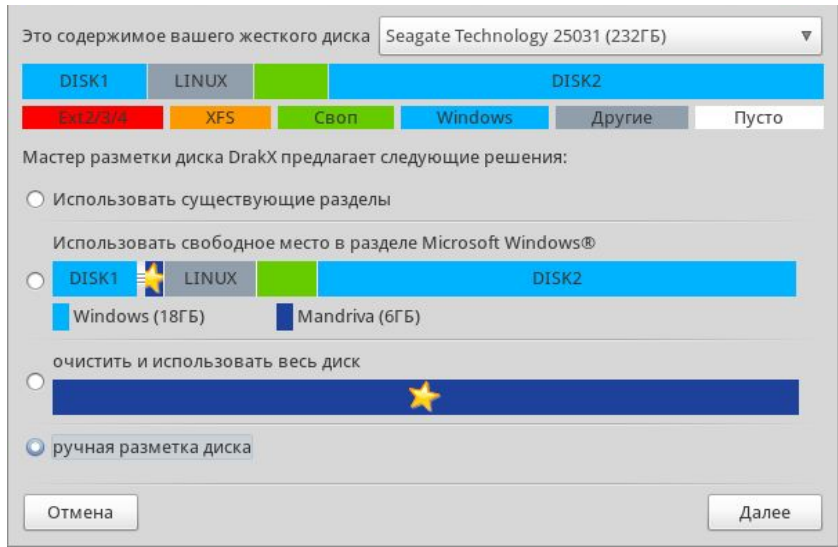 Это содержимое вашего жесткого диска Seagate Technology 25031 (232ГБ)
DISK1 LINUX DISK2
Ext2/3/4 XFS Своп Windows Другие Пусто
Мастер разметки диска DrakX предлагает следующие решения:
Использовать существующие разделы
Использовать свободное место в разделе Microsoft Windows®
DISK1 LINUX DISK2
Windows (18ГБ) Mandriva (6ГБ)
очистить и использовать весь диск
ручная разметка диска
Отмена Далее